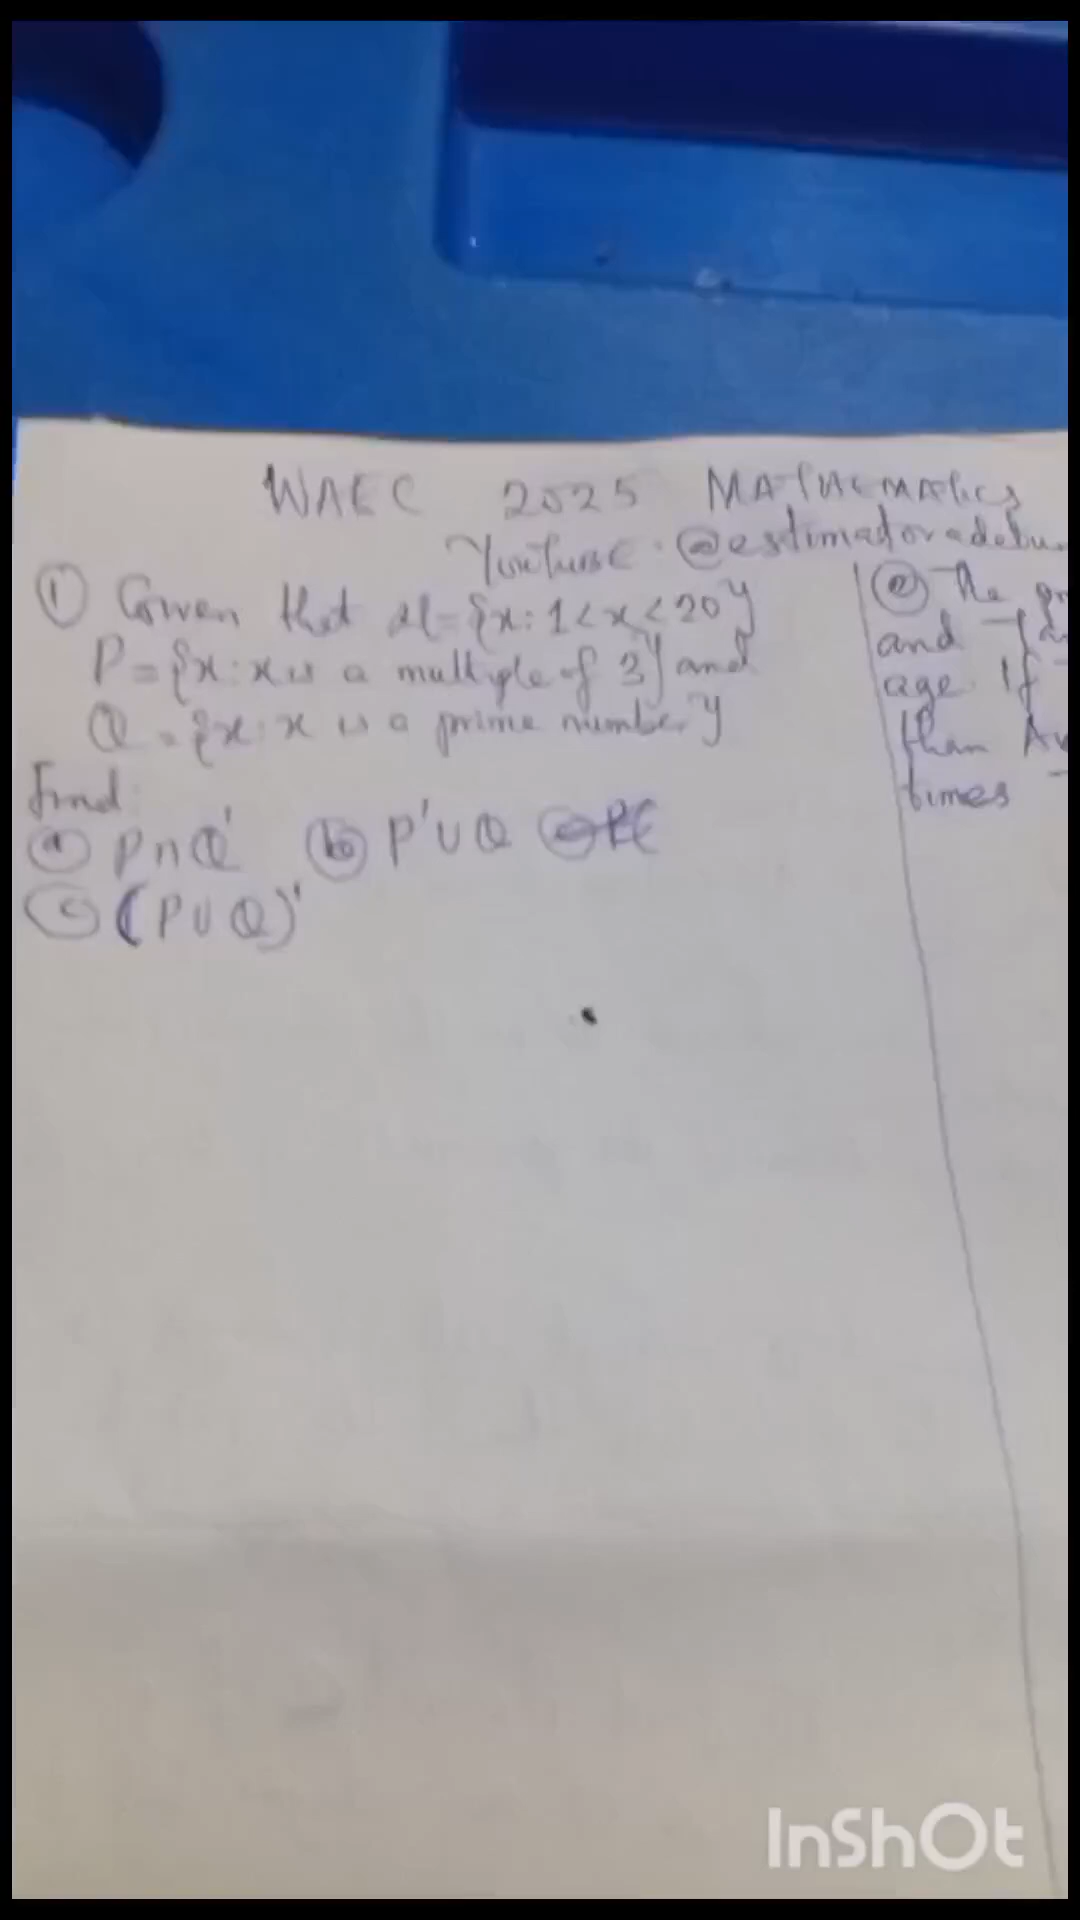 WAEC 2025 MATHEMATICS
YouTube: @estimatoradebu
① Given that U={x: 1<x<20}
P={x:x is a multiple of 3} and
Q={x:x is a prime number}
Find:
ⓐ P∩Q' ⓑ P'∪Q
ⓒ (P∪Q)'
② The
and
age. If
than
times
InShOt